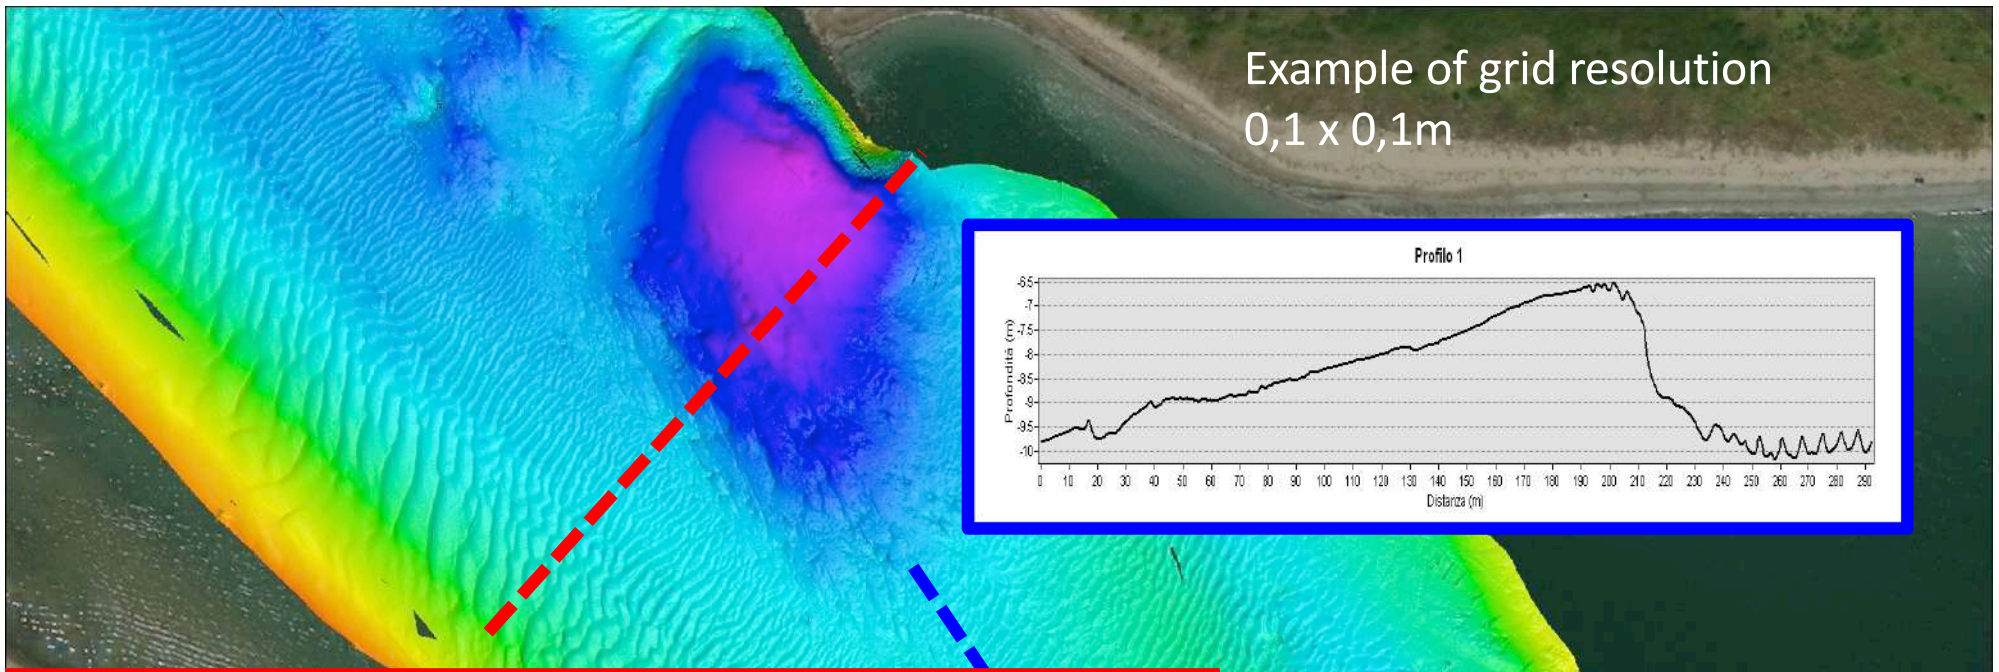 Example of grid resolution
0,1 x 0,1m
Profilo 1
Profondità (m)
-6.5
-7
-7.5
-8
-8.5
-9
-9.5
-10
0 10 20 30 40 50 60 70 80 90 100 110 120 130 140 150 160 170 180 190 200 210 220 230 240 250 260 270 280 290
Distanza (m)